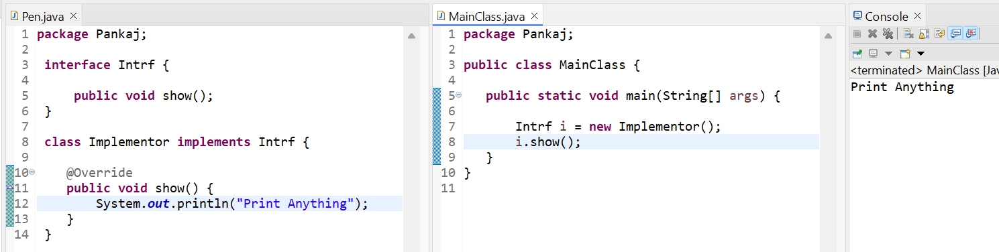 Pen.java
1 package Pankaj;
2
3 interface Intrf {
4
5 public void show();
6 }
7
8 class Implementor implements Intrf {
9
10 @Override
11 public void show() {
12 System.out.println("Print Anything");
13 }
14 }
MainClass.java
1 package Pankaj;
2
3 public class MainClass {
4
5 public static void main(String[] args) {
6
7 Intrf i = new Implementor();
8 i.show();
9 }
10 }
11
Console
<terminated> MainClass [Jav
Print Anything